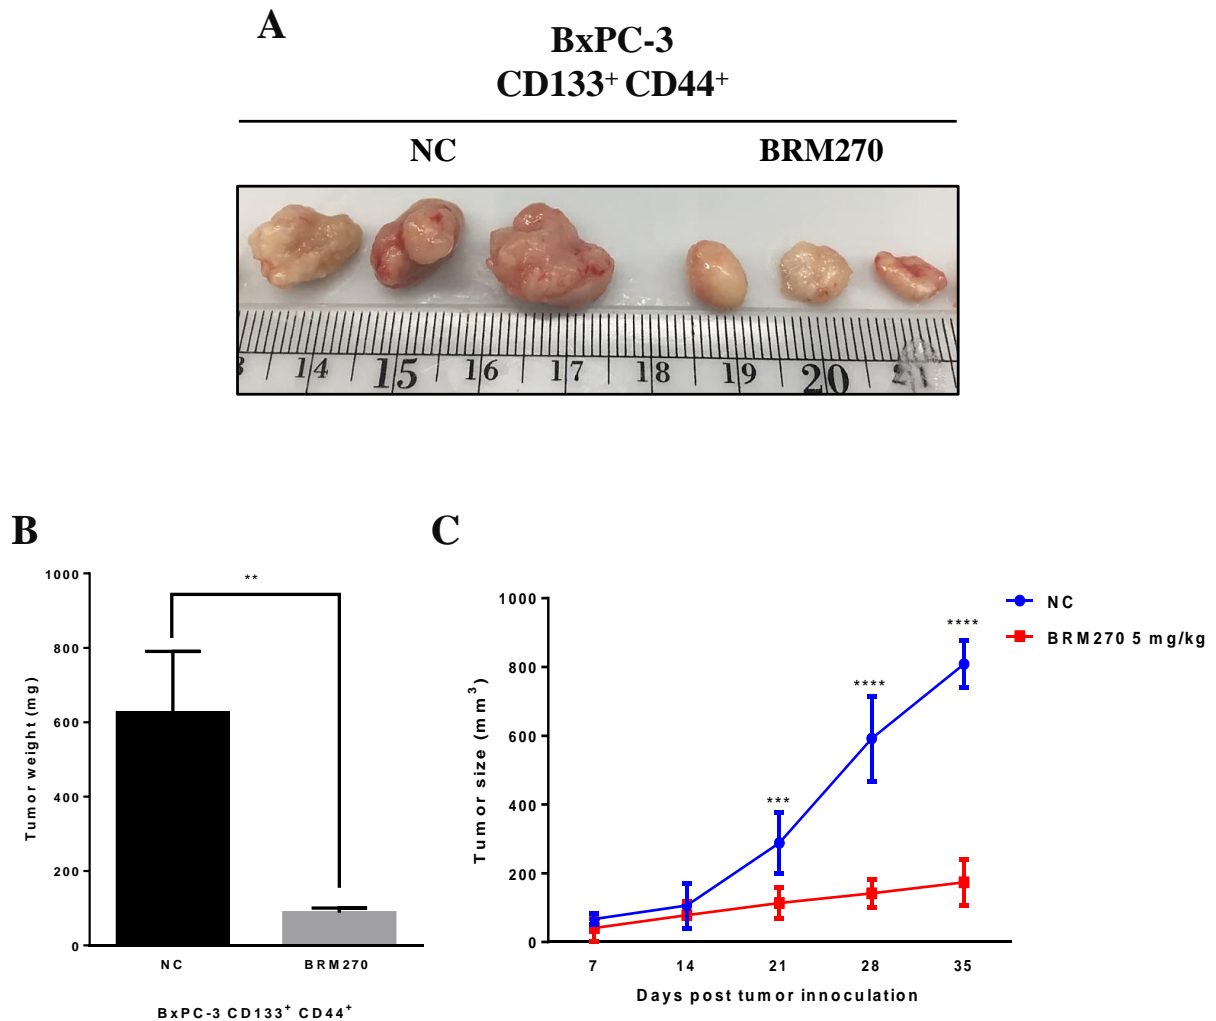 A
BxPC-3
CD133⁺ CD44⁺
NC BRM270
14 15 16 17 18 19 20 21
B
1000
800
600
400
200
0
Tumor weight (mg)
**
NC BRM270
BxPC-3 CD133⁺ CD44⁺
C
1000
800
600
400
200
0
Tumor size (mm³)
***
****
****
NC
BRM270 5 mg/kg
7 14 21 28 35
Days post tumor innoculation